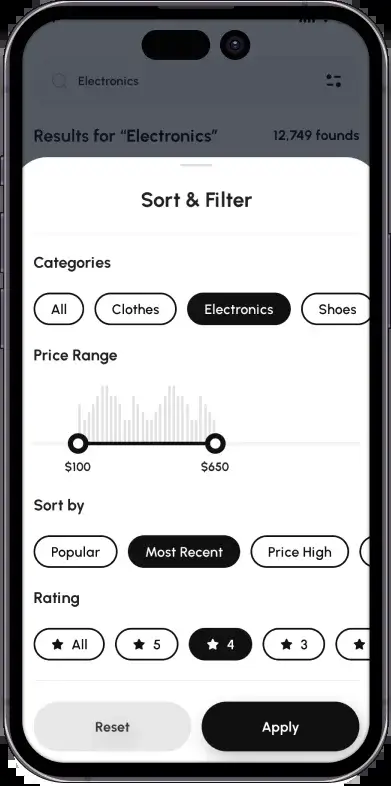 Electronics
Results for “Electronics” 12,749 founds
Sort & Filter
Categories
All Clothes Electronics Shoes
Price Range
$100 $650
Sort by
Popular Most Recent Price High
Rating
All 5 4 3
Reset Apply